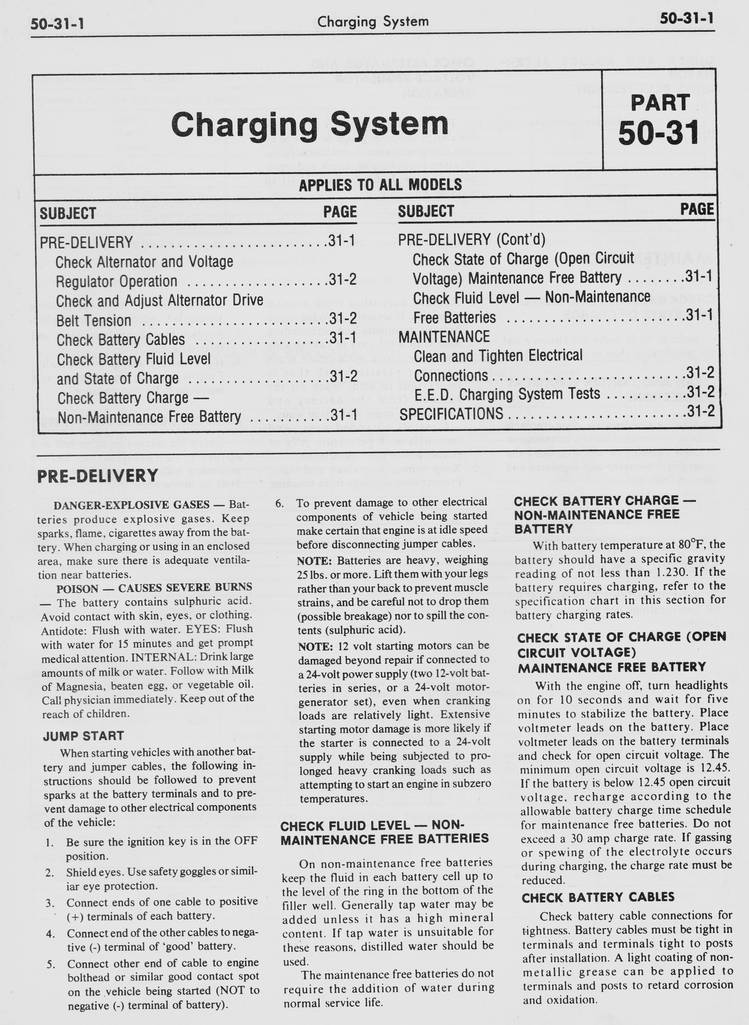 50-31-1
Charging System
50-31-1
Charging System
PART
50-31
APPLIES TO ALL MODELS
SUBJECT PAGE
PRE-DELIVERY . . . . . . . . . . . . . . . . . . . . . . . . .31-1
Check Alternator and Voltage
Regulator Operation . . . . . . . . . . . . . . . . . . .31-2
Check and Adjust Alternator Drive
Belt Tension . . . . . . . . . . . . . . . . . . . . . . . . .31-2
Check Battery Cables . . . . . . . . . . . . . . . . . .31-1
Check Battery Fluid Level
and State of Charge . . . . . . . . . . . . . . . . . . .31-2
Check Battery Charge —
Non-Maintenance Free Battery . . . . . . . . . . .31-1
SUBJECT PAGE
PRE-DELIVERY (Cont'd)
Check State of Charge (Open Circuit
Voltage) Maintenance Free Battery . . . . . . . .31-1
Check Fluid Level — Non-Maintenance
Free Batteries . . . . . . . . . . . . . . . . . . . . . . . .31-1
MAINTENANCE
Clean and Tighten Electrical
Connections . . . . . . . . . . . . . . . . . . . . . . . . . .31-2
E.E.D. Charging System Tests . . . . . . . . . . .31-2
SPECIFICATIONS . . . . . . . . . . . . . . . . . . . . . . . .31-2
PRE-DELIVERY
DANGER-EXPLOSIVE GASES — Bat-
teries produce explosive gases. Keep
sparks, flame, cigarettes away from the bat-
tery. When charging or using in an enclosed
area, make sure there is adequate ventila-
tion near batteries.
POISON — CAUSES SEVERE BURNS
— The battery contains sulphuric acid.
Avoid contact with skin, eyes, or clothing.
Antidote: Flush with water. EYES: Flush
with water for 15 minutes and get prompt
medical attention. INTERNAL: Drink large
amounts of milk or water. Follow with Milk
of Magnesia, beaten egg, or vegetable oil.
Call physician immediately. Keep out of the
reach of children.
JUMP START
When starting vehicles with another bat-
tery and jumper cables, the following in-
structions should be followed to prevent
sparks at the battery terminals and to pre-
vent damage to other electrical components
of the vehicle:
1. Be sure the ignition key is in the OFF
position.
2. Shield eyes. Use safety goggles or simil-
iar eye protection.
3. Connect ends of one cable to positive
(+) terminals of each battery.
4. Connect end of the other cables to nega-
tive (-) terminal of 'good' battery.
5. Connect other end of cable to engine
bolthead or similar good contact spot
on the vehicle being started (NOT to
negative (-) terminal of battery).
6. To prevent damage to other electrical
components of vehicle being started
make certain that engine is at idle speed
before disconnecting jumper cables.
NOTE: Batteries are heavy, weighing
25 lbs. or more. Lift them with your legs
rather than your back to prevent muscle
strains, and be careful not to drop them
(possible breakage) nor to spill the con-
tents (sulphuric acid).
NOTE: 12 volt starting motors can be
damaged beyond repair if connected to
a 24-volt power supply (two 12-volt bat-
teries in series, or a 24-volt motor-
generator set), even when cranking
loads are relatively light. Extensive
starting motor damage is more likely if
the starter is connected to a 24-volt
supply while being subjected to pro-
longed heavy cranking loads such as
attempting to start an engine in subzero
temperatures.
CHECK FLUID LEVEL — NON-
MAINTENANCE FREE BATTERIES
On non-maintenance free batteries
keep the fluid in each battery cell up to
the level of the ring in the bottom of the
filler well. Generally tap water may be
added unless it has a high mineral
content. If tap water is unsuitable for
these reasons, distilled water should be
used.
The maintenance free batteries do not
require the addition of water during
normal service life.
CHECK BATTERY CHARGE —
NON-MAINTENANCE FREE
BATTERY
With battery temperature at 80°F, the
battery should have a specific gravity
reading of not less than 1.230. If the
battery requires charging, refer to the
specification chart in this section for
battery charging rates.
CHECK STATE OF CHARGE (OPEN
CIRCUIT VOLTAGE)
MAINTENANCE FREE BATTERY
With the engine off, turn headlights
on for 10 seconds and wait for five
minutes to stabilize the battery. Place
voltmeter leads on the battery. Place
voltmeter leads on the battery terminals
and check for open circuit voltage. The
minimum open circuit voltage is 12.45.
If the battery is below 12.45 open circuit
voltage, recharge according to the
allowable battery charge time schedule
for maintenance free batteries. Do not
exceed a 30 amp charge rate. If gassing
or spewing of the electrolyte occurs
during charging, the charge rate must be
reduced.
CHECK BATTERY CABLES
Check battery cable connections for
tightness. Battery cables must be tight in
terminals and terminals tight to posts
after installation. A light coating of non-
metallic grease can be applied to
terminals and posts to retard corrosion
and oxidation.